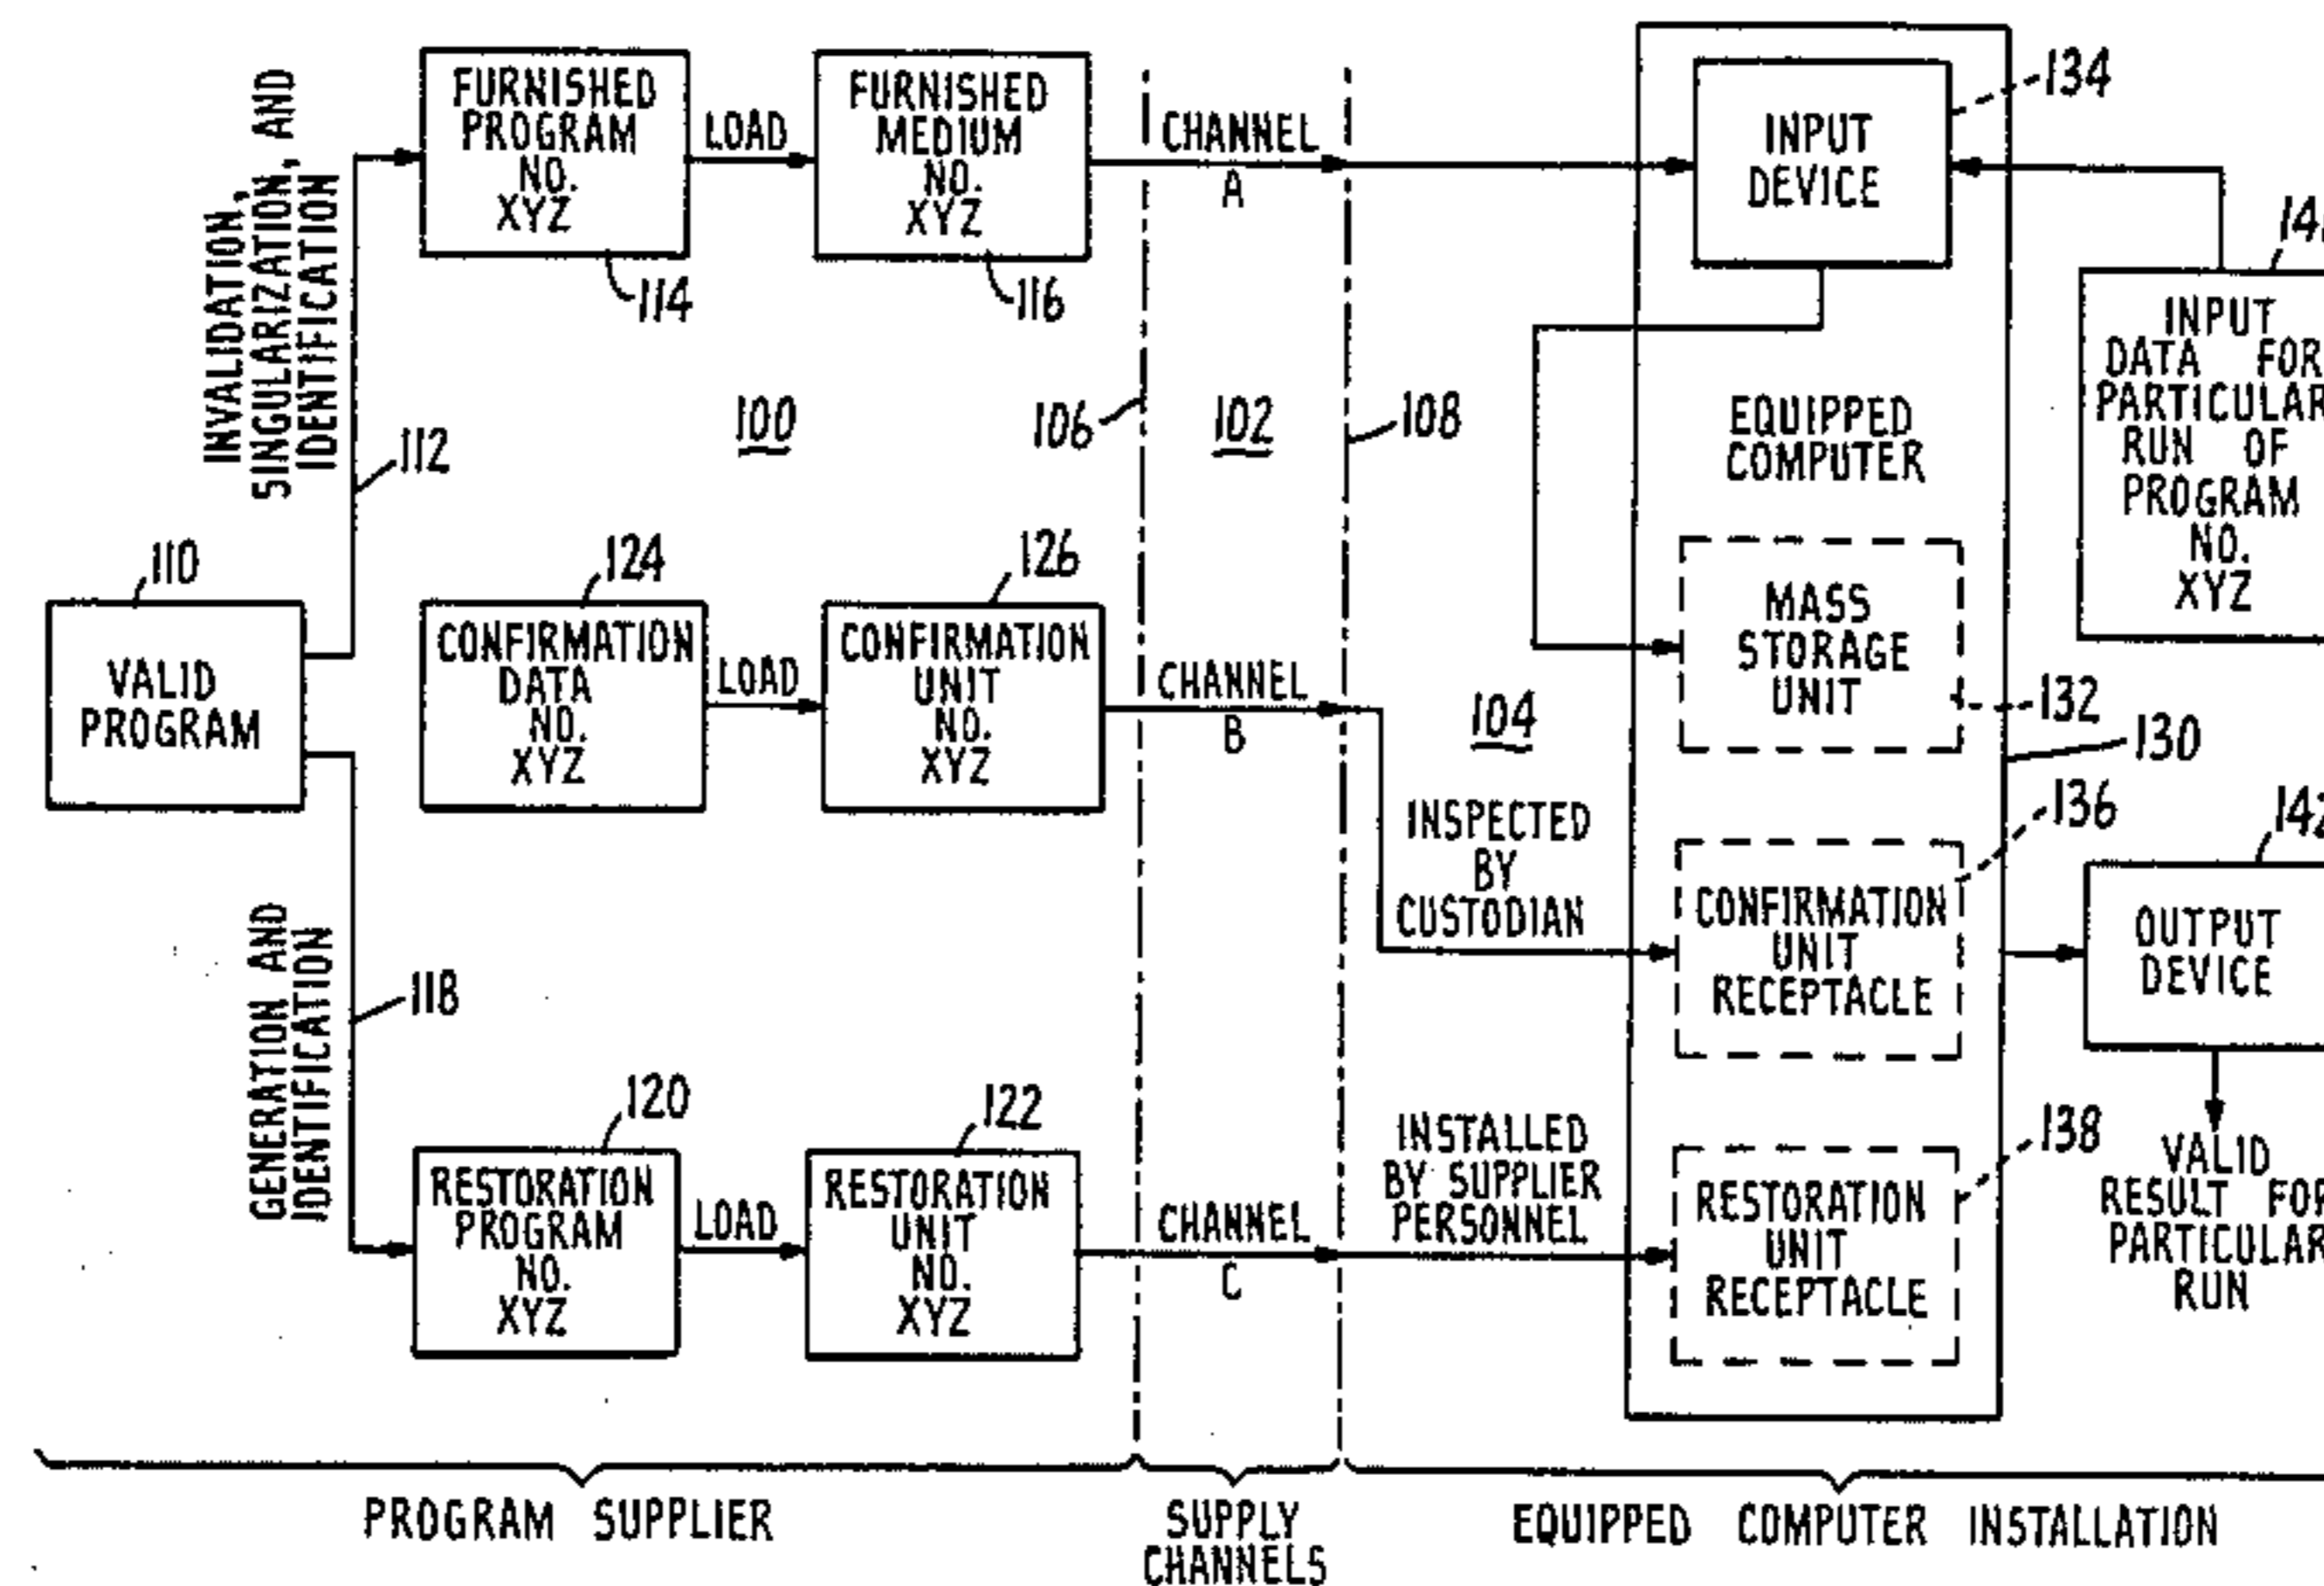 INVALIDATION,
SINGULARIZATION, AND
IDENTIFICATION
112
FURNISHED
PROGRAM
NO.
XYZ
114
LOAD
FURNISHED
MEDIUM
NO.
XYZ
116
CHANNEL
A
INPUT
DEVICE
134
100
106
102
108
EQUIPPED
COMPUTER
INPUT
DATA FOR
PARTICULAR
RUN OF
PROGRAM
NO.
XYZ
110
VALID
PROGRAM
124
CONFIRMATION
DATA
NO.
XYZ
LOAD
126
CONFIRMATION
UNIT
NO.
XYZ
CHANNEL
B
104
MASS
STORAGE
UNIT
132
130
INSPECTED
BY
CUSTODIAN
136
CONFIRMATION
UNIT
RECEPTACLE
142
OUTPUT
DEVICE
GENERATION AND
IDENTIFICATION
118
120
RESTORATION
PROGRAM
NO.
XYZ
LOAD
122
RESTORATION
UNIT
NO.
XYZ
CHANNEL
C
INSTALLED
BY SUPPLIER
PERSONNEL
138
RESTORATION
UNIT
RECEPTACLE
VALID
RESULT FOR
PARTICULAR
RUN
PROGRAM SUPPLIER
SUPPLY
CHANNELS
EQUIPPED COMPUTER INSTALLATION